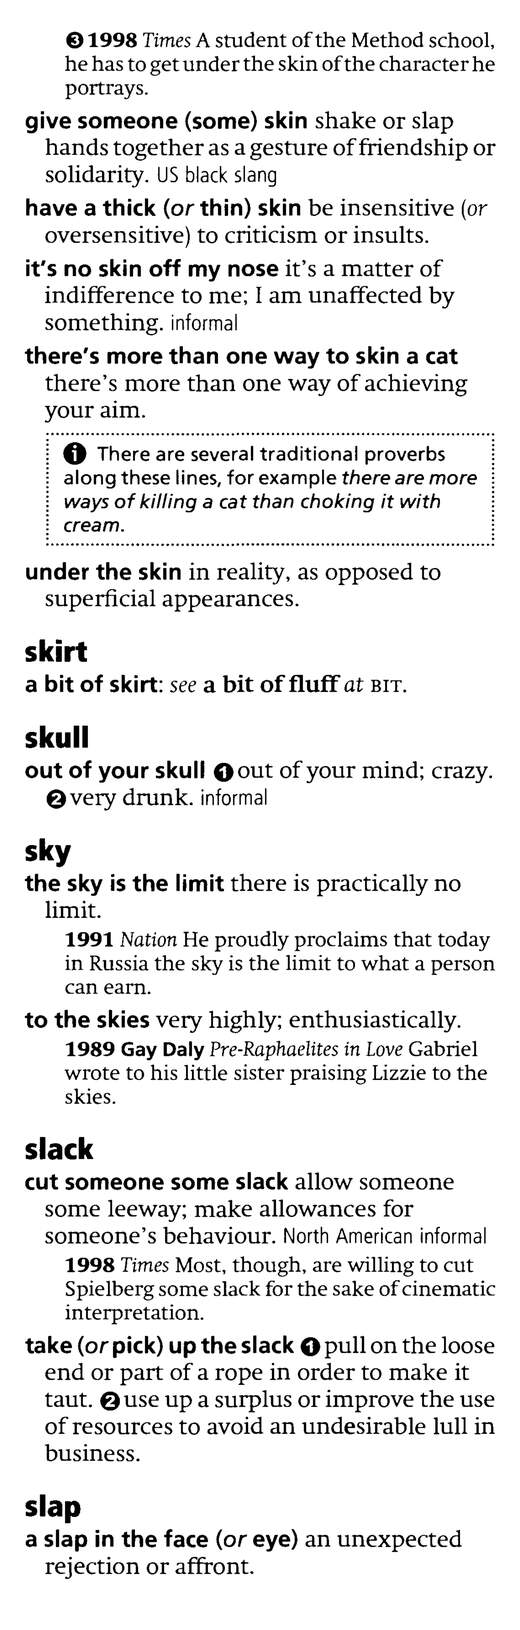 ❸ 1998 Times A student of the Method school,
he has to get under the skin of the character he
portrays.
give someone (some) skin shake or slap
hands together as a gesture of friendship or
solidarity. US black slang
have a thick (or thin) skin be insensitive (or
oversensitive) to criticism or insults.
it's no skin off my nose it's a matter of
indifference to me; I am unaffected by
something. informal
there's more than one way to skin a cat
there's more than one way of achieving
your aim.
i There are several traditional proverbs
along these lines, for example there are more
ways of killing a cat than choking it with
cream.
under the skin in reality, as opposed to
superficial appearances.
skirt
a bit of skirt: see a bit of fluff at BIT.
skull
out of your skull ❶ out of your mind; crazy.
❷ very drunk. informal
sky
the sky is the limit there is practically no
limit.
1991 Nation He proudly proclaims that today
in Russia the sky is the limit to what a person
can earn.
to the skies very highly; enthusiastically.
1989 Gay Daly Pre-Raphaelites in Love Gabriel
wrote to his little sister praising Lizzie to the
skies.
slack
cut someone some slack allow someone
some leeway; make allowances for
someone's behaviour. North American informal
1998 Times Most, though, are willing to cut
Spielberg some slack for the sake of cinematic
interpretation.
take (or pick) up the slack ❶ pull on the loose
end or part of a rope in order to make it
taut. ❷ use up a surplus or improve the use
of resources to avoid an undesirable lull in
business.
slap
a slap in the face (or eye) an unexpected
rejection or affront.